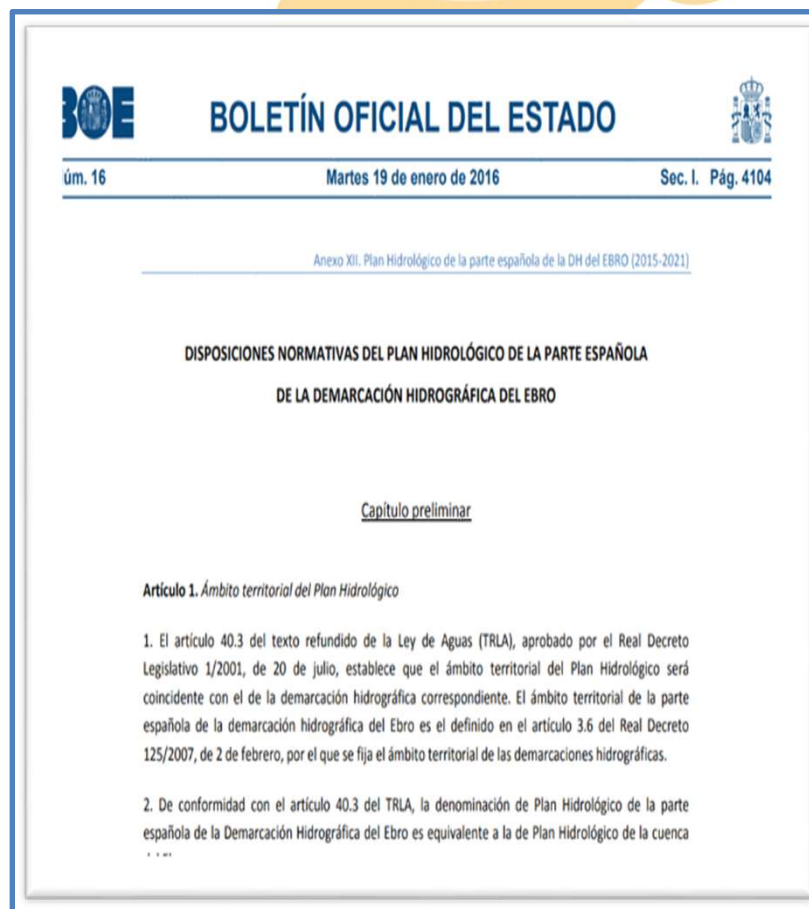 BOE
BOLETÍN OFICIAL DEL ESTADO
úm. 16 Martes 19 de enero de 2016 Sec. I. Pág. 4104
Anexo XII. Plan Hidrológico de la parte española de la DH del EBRO (2015-2021)
DISPOSICIONES NORMATIVAS DEL PLAN HIDROLÓGICO DE LA PARTE ESPAÑOLA
DE LA DEMARCACIÓN HIDROGRÁFICA DEL EBRO
Capítulo preliminar
Artículo 1. Ámbito territorial del Plan Hidrológico
1. El artículo 40.3 del texto refundido de la Ley de Aguas (TRLA), aprobado por el Real Decreto
Legislativo 1/2001, de 20 de julio, establece que el ámbito territorial del Plan Hidrológico será
coincidente con el de la demarcación hidrográfica correspondiente. El ámbito territorial de la parte
española de la demarcación hidrográfica del Ebro es el definido en el artículo 3.6 del Real Decreto
125/2007, de 2 de febrero, por el que se fija el ámbito territorial de las demarcaciones hidrográficas.
2. De conformidad con el artículo 40.3 del TRLA, la denominación de Plan Hidrológico de la parte
española de la Demarcación Hidrográfica del Ebro es equivalente a la de Plan Hidrológico de la cuenca